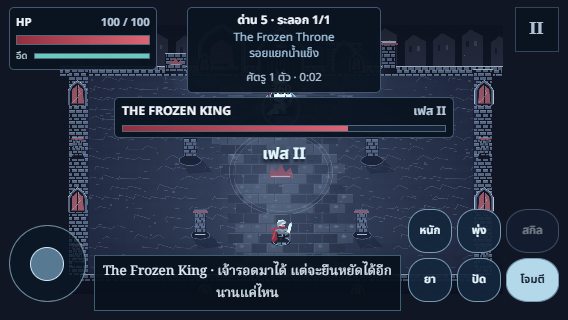 HP 100 / 100
อึด
ด่าน 5 · ระลอก 1/1
The Frozen Throne
รอยแยกน้ำแข็ง
ศัตรู 1 ตัว · 0:02
II
THE FROZEN KING เฟส II
เฟส II
หนัก พุ่ง สกิล
ยา ปัด โจมตี
The Frozen King · เจ้ารอดมาได้ แต่จะยืนหยัดได้อีก
นานแค่ไหน